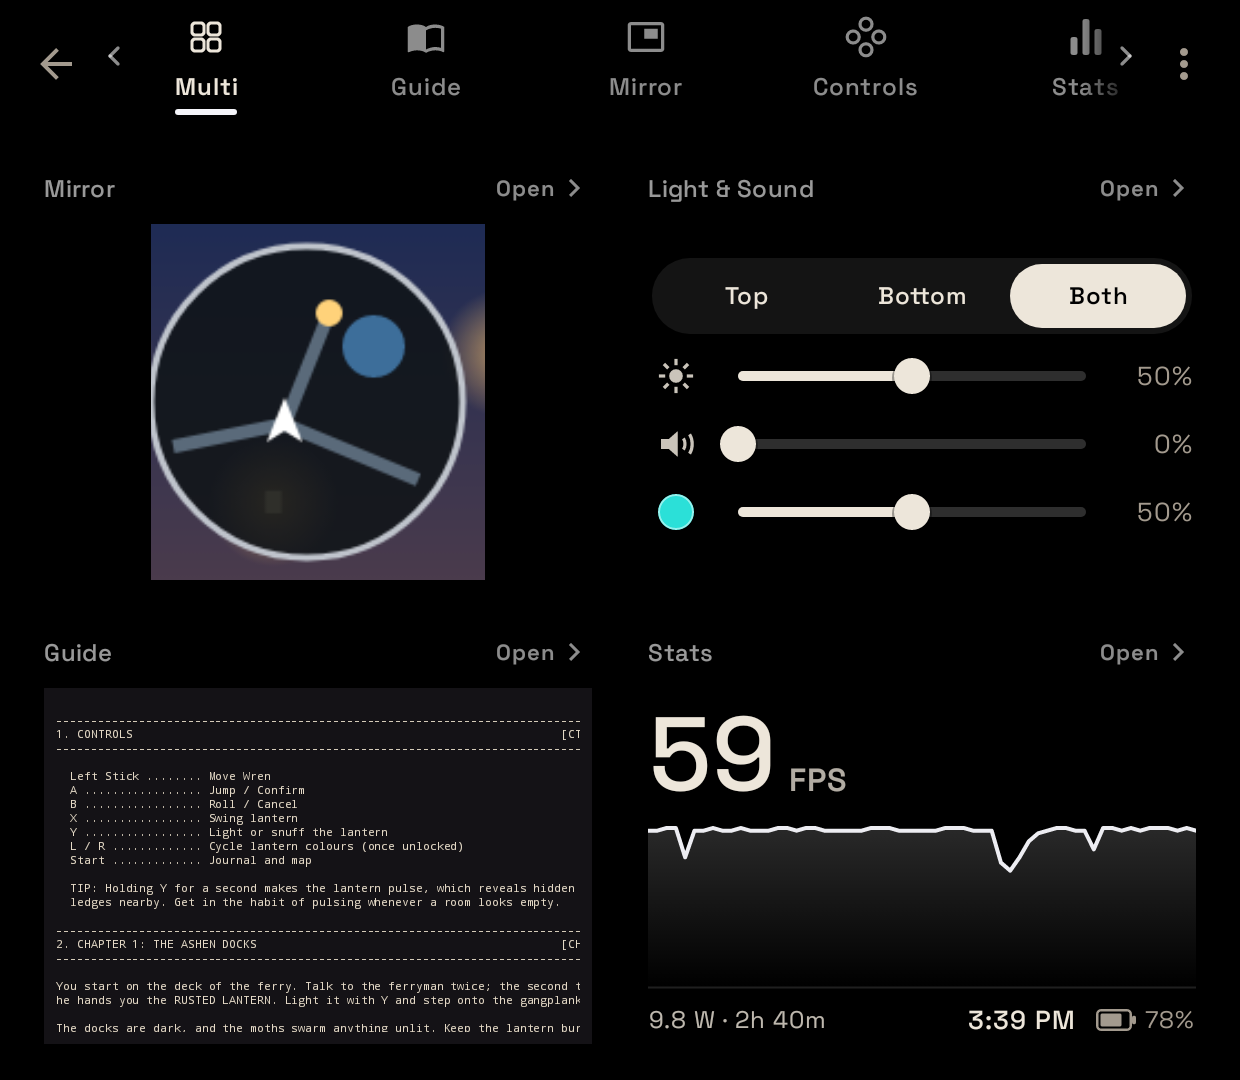 Multi
Guide
Mirror
Controls
Stats
Mirror
Open
Light & Sound
Open
Top
Bottom
Both
50%
0%
50%
Guide
Open
1. CONTROLS [CT
Left Stick ........ Move Wren
A ................. Jump / Confirm
B ................. Roll / Cancel
X ................. Swing lantern
Y ................. Light or snuff the lantern
L / R ............. Cycle lantern colours (once unlocked)
Start ............. Journal and map
TIP: Holding Y for a second makes the lantern pulse, which reveals hidden
ledges nearby. Get in the habit of pulsing whenever a room looks empty.
2. CHAPTER 1: THE ASHEN DOCKS [CH
You start on the deck of the ferry. Talk to the ferryman twice; the second t
he hands you the RUSTED LANTERN. Light it with Y and step onto the gangplank
The docks are dark, and the moths swarm anything unlit. Keep the lantern bur
Stats
Open
59 FPS
9.8 W · 2h 40m
3:39 PM
78%